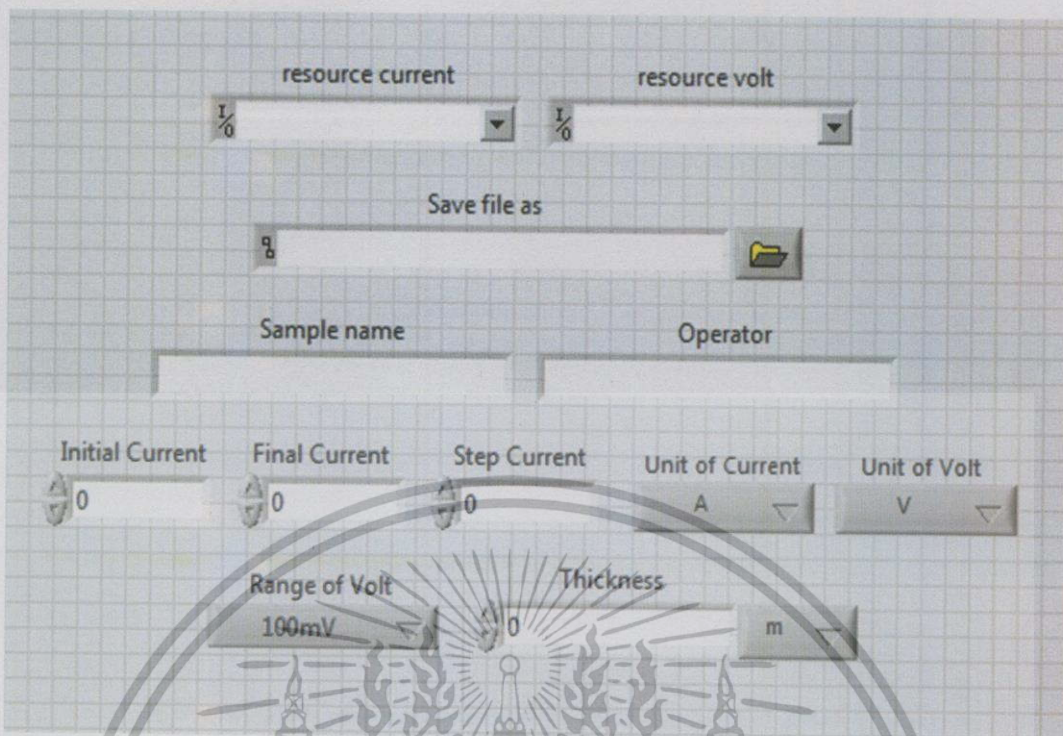 resource current resource volt
I/O I/O
Save file as
Sample name Operator
Initial Current Final Current Step Current Unit of Current Unit of Volt
0 0 0 A V
Range of Volt Thickness
100mV 0 m